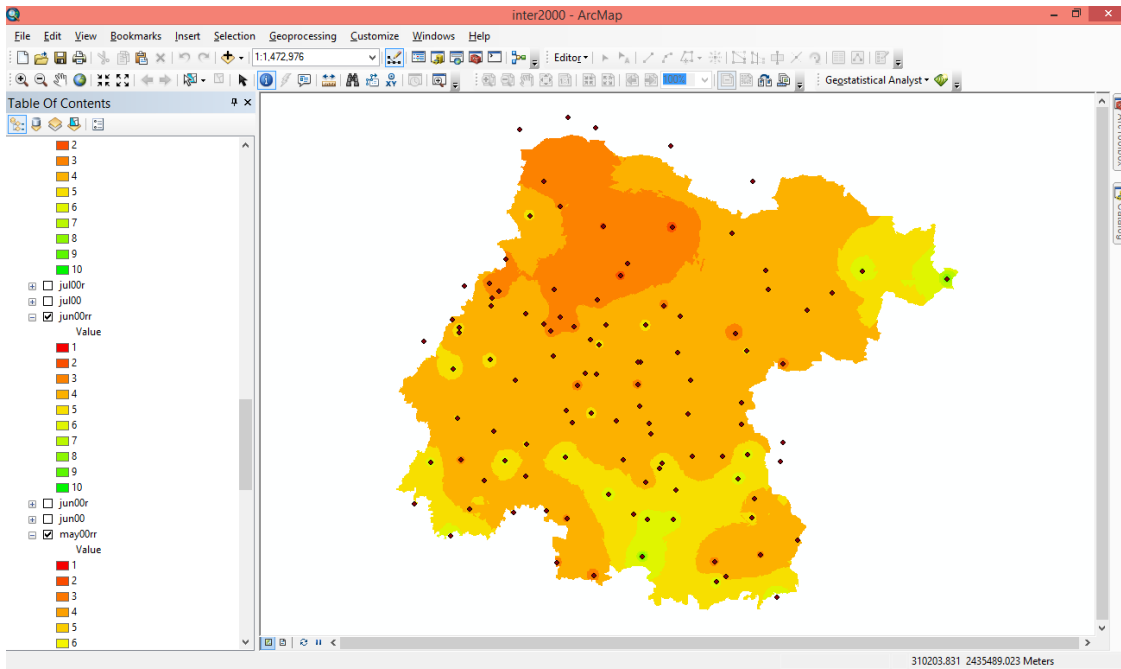 inter2000 - ArcMap
File Edit View Bookmarks Insert Selection Geoprocessing Customize Windows Help
1:1,472,976
Editor
100%
Geostatistical Analyst
Table Of Contents
2
3
4
5
6
7
8
9
10
jul00r
jul00
jun00rr
Value
1
2
3
4
5
6
7
8
9
10
jun00r
jun00
may00rr
Value
1
2
3
4
5
6
ArcToolbox
Catalog
310203.831 2435489.023 Meters